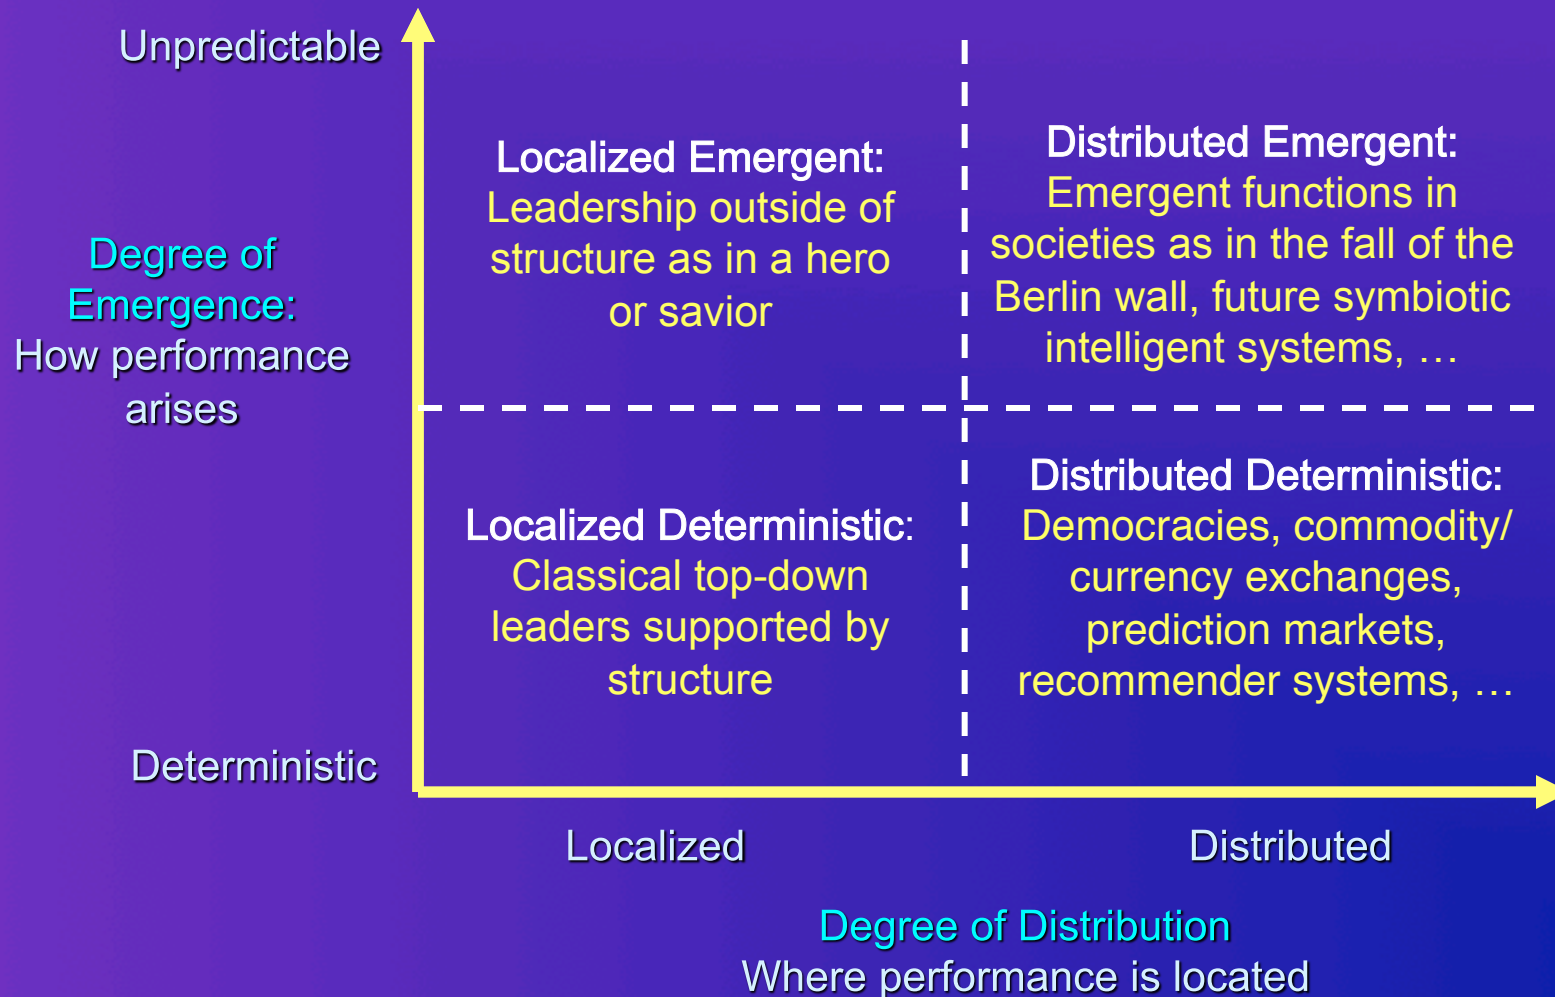 Unpredictable
Degree of
Emergence:
How performance
arises
Deterministic
Localized Emergent:
Leadership outside of
structure as in a hero
or savior
Distributed Emergent:
Emergent functions in
societies as in the fall of the
Berlin wall, future symbiotic
intelligent systems, …
Localized Deterministic:
Classical top-down
leaders supported by
structure
Distributed Deterministic:
Democracies, commodity/
currency exchanges,
prediction markets,
recommender systems, …
Localized
Distributed
Degree of Distribution
Where performance is located